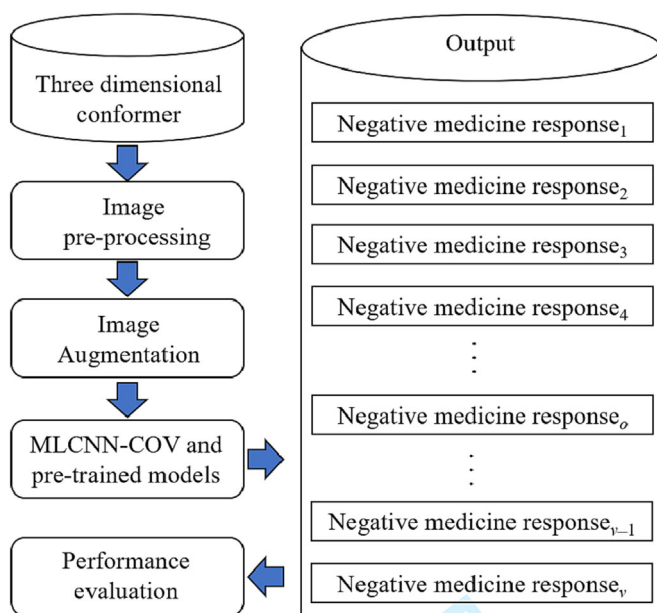 Three dimensional
conformer
Image
pre-processing
Image
Augmentation
MLCNN-COV and
pre-trained models
Performance
evaluation
Output
Negative medicine response₁
Negative medicine response₂
Negative medicine response₃
Negative medicine response₄
⋮
Negative medicine responseₒ
⋮
Negative medicine responseᵥ₋₁
Negative medicine responseᵥ